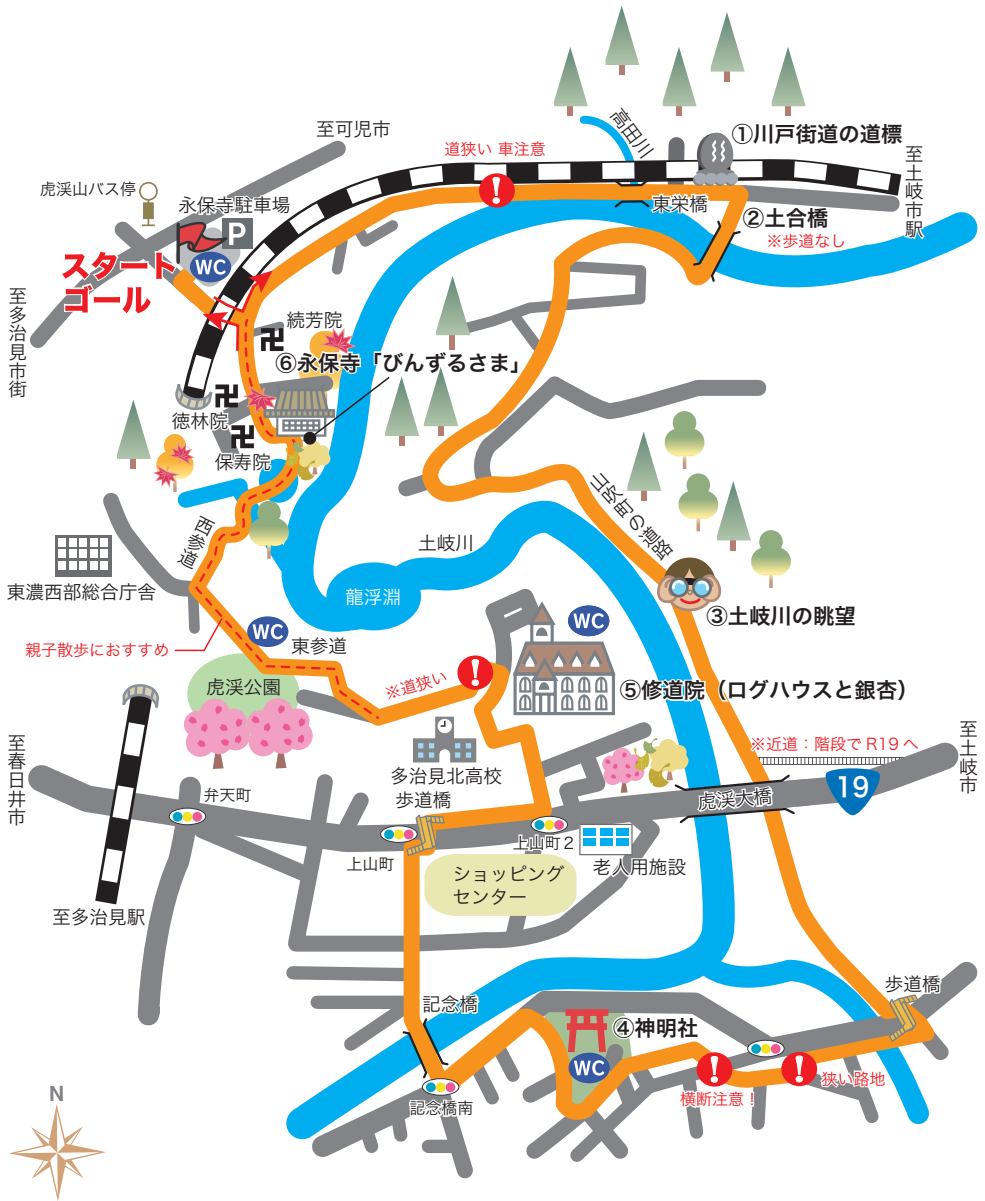 高田川
①川戸街道の道標
至可児市
道狭い 車注意
至土岐市駅
虎渓山バス停
永保寺駐車場
P
WC
東栄橋
②土合橋
※歩道なし
スタート
ゴール
至多治見市街
続芳院
⑥永保寺「びんずるさま」
徳林院
保寿院
山吹町の道路
西参道
土岐川
東濃西部総合庁舎
龍浮淵
③土岐川の眺望
WC
WC
東参道
親子散歩におすすめ
※道狭い
虎渓公園
⑤修道院（ログハウスと銀杏）
至春日井市
※近道：階段でR19へ
至土岐市
多治見北高校
歩道橋
弁天町
虎渓大橋
19
上山町
上山町2
老人用施設
ショッピング
センター
至多治見駅
歩道橋
記念橋
④神明社
WC
狭い路地
横断注意！
記念橋南
N